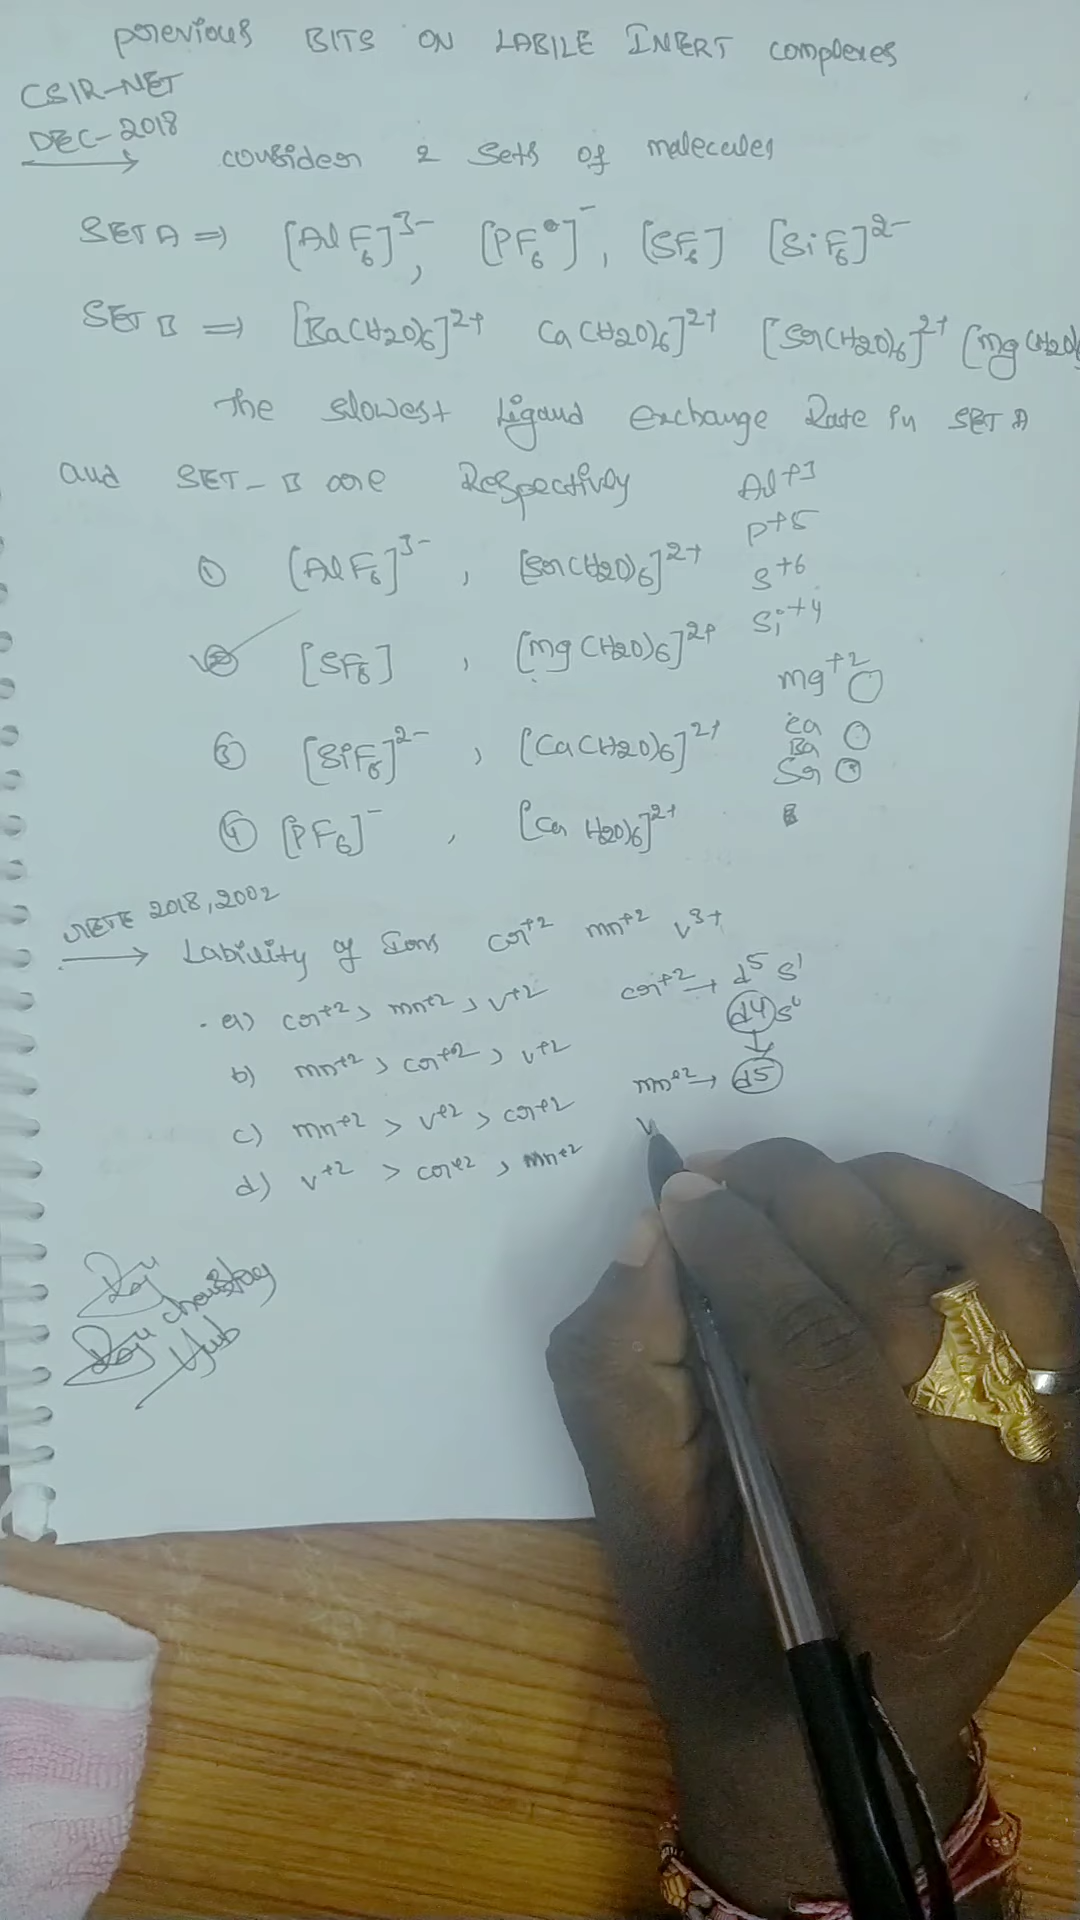 previous BITS ON LABILE INERT complexes
CSIR-NET
DEC-2018
consider 2 sets of molecules
SET A ⇒ [AlF6]3-, [PF6]-, [SF6] [SiF6]2-
SET B ⇒ [Ba(H2O)6]2+ Ca(H2O)6]2+ [Sr(H2O)6]2+ [mg(H2O)6
The slowest Ligand exchange Rate in SET A
and SET-B are Respectively
Al+3
P+5
S+6
Si+4
mg+2
Ca
Ba
Sr
① [AlF6]3- , [Sr(H2O)6]2+
② [SF6] , [mg(H2O)6]2+
③ [SiF6]2- , [Ca(H2O)6]2+
④ [PF6]- , [Ca H2O)6]2+
2018, 2002
Lability of Ions Cr+2 mn+2 V3+
a) Cr+2 > mn+2 > V+2
b) mn+2 > Cr+2 > V+2
c) mn+2 > V+2 > Cr+2
d) V+2 > Cr+2 > mn+2
Cr+2 → d5 s1
d4 s0
mn+2 → d5
V
Raju
chemistry
Raju
Hub